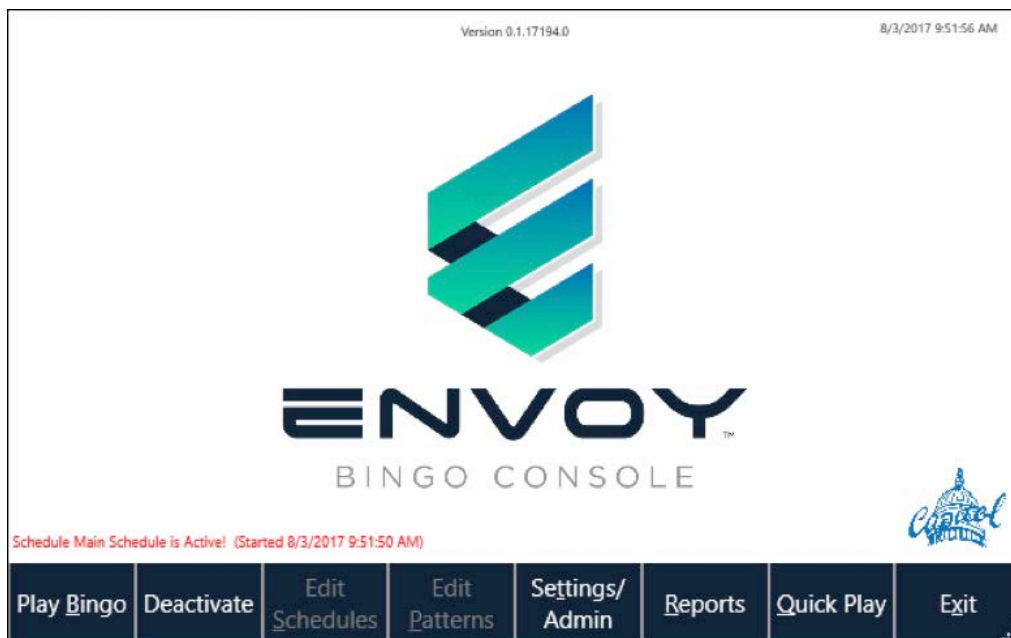 Version 0.1.17194.0
8/3/2017 9:51:56 AM
ENVOY™
BINGO CONSOLE
Capitol
Schedule Main Schedule is Active! (Started 8/3/2017 9:51:50 AM)
Play Bingo
Deactivate
Edit
Schedules
Edit
Patterns
Settings/
Admin
Reports
Quick Play
Exit